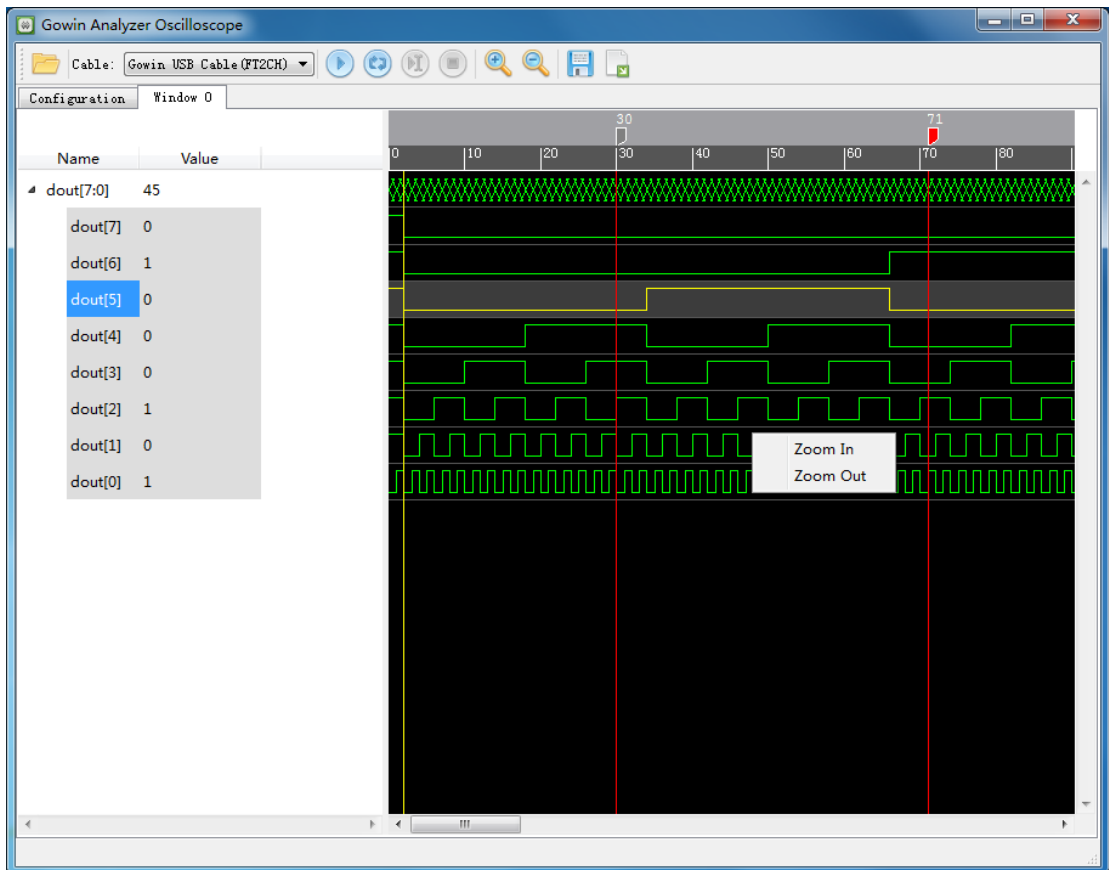 Gowin Analyzer Oscilloscope
Cable: Gowin USB Cable(FT2CH)
Configuration Window 0
30 71
Name Value 0 10 20 30 40 50 60 70 80
dout[7:0] 45
dout[7] 0
dout[6] 1
dout[5] 0
dout[4] 0
dout[3] 0
dout[2] 1
dout[1] 0
Zoom In
dout[0] 1
Zoom Out